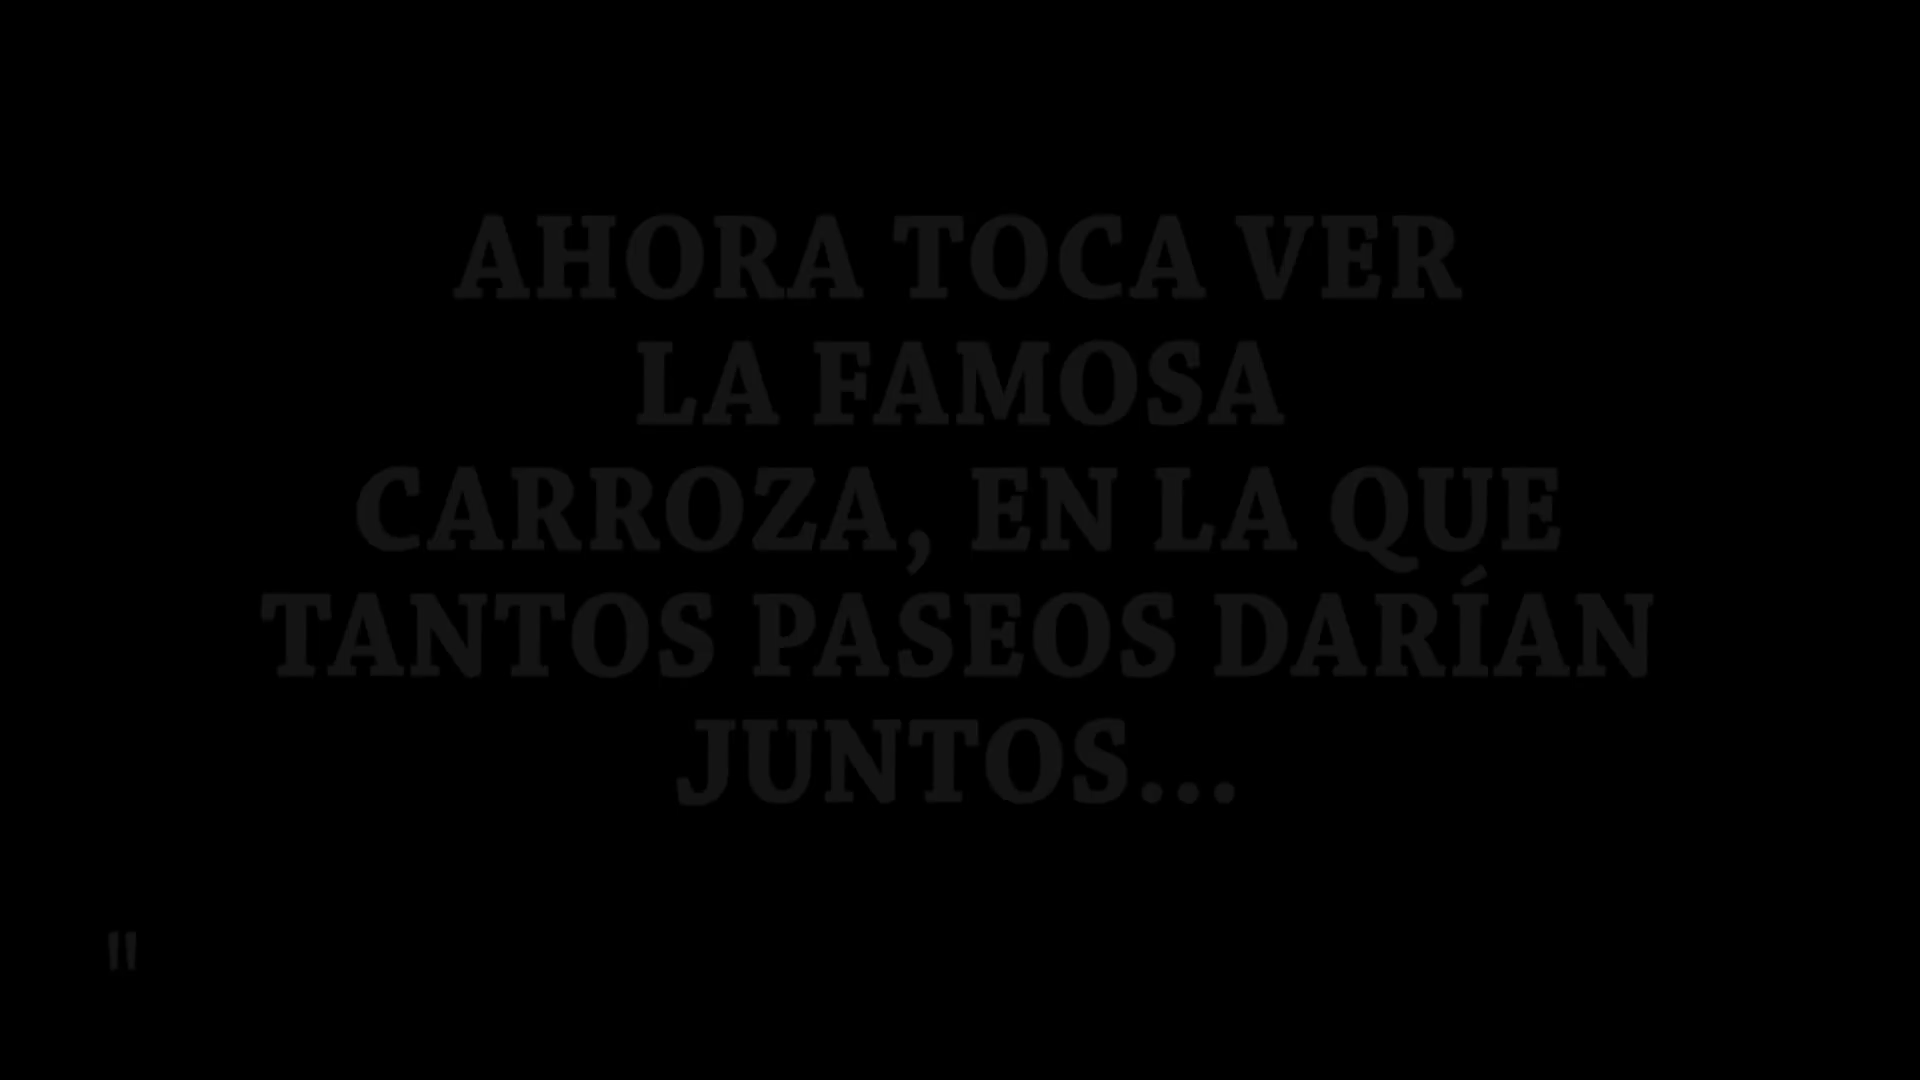 AHORA TOCA VER
LA FAMOSA
CARROZA, EN LA QUE
TANTOS PASEOS DARÍAN
JUNTOS...
"